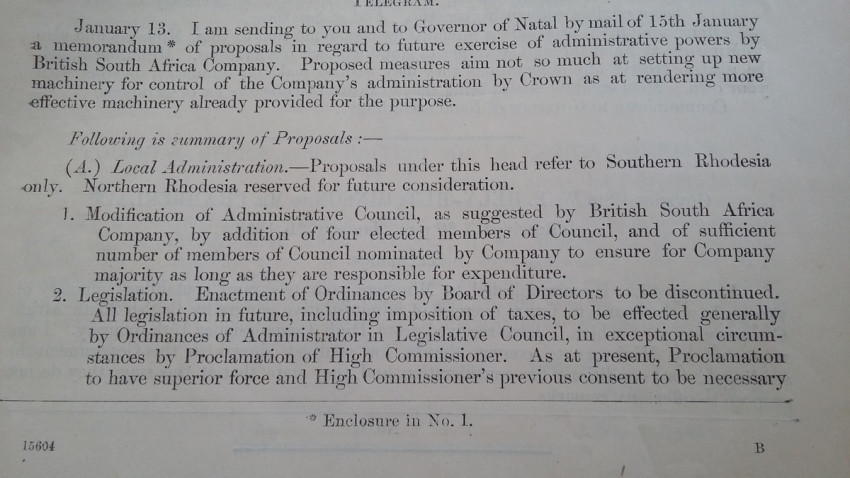 TELEGRAM.
January 13. I am sending to you and to Governor of Natal by mail of 15th January
a memorandum * of proposals in regard to future exercise of administrative powers by
British South Africa Company. Proposed measures aim not so much at setting up new
machinery for control of the Company's administration by Crown as at rendering more
effective machinery already provided for the purpose.
Following is summary of Proposals :—
(A.) Local Administration.—Proposals under this head refer to Southern Rhodesia
only. Northern Rhodesia reserved for future consideration.
1. Modification of Administrative Council, as suggested by British South Africa
Company, by addition of four elected members of Council, and of sufficient
number of members of Council nominated by Company to ensure for Company
majority as long as they are responsible for expenditure.
2. Legislation. Enactment of Ordinances by Board of Directors to be discontinued.
All legislation in future, including imposition of taxes, to be effected generally
by Ordinances of Administrator in Legislative Council, in exceptional circum-
stances by Proclamation of High Commissioner. As at present, Proclamation
to have superior force and High Commissioner's previous consent to be necessary
* Enclosure in No. 1.
15604 B